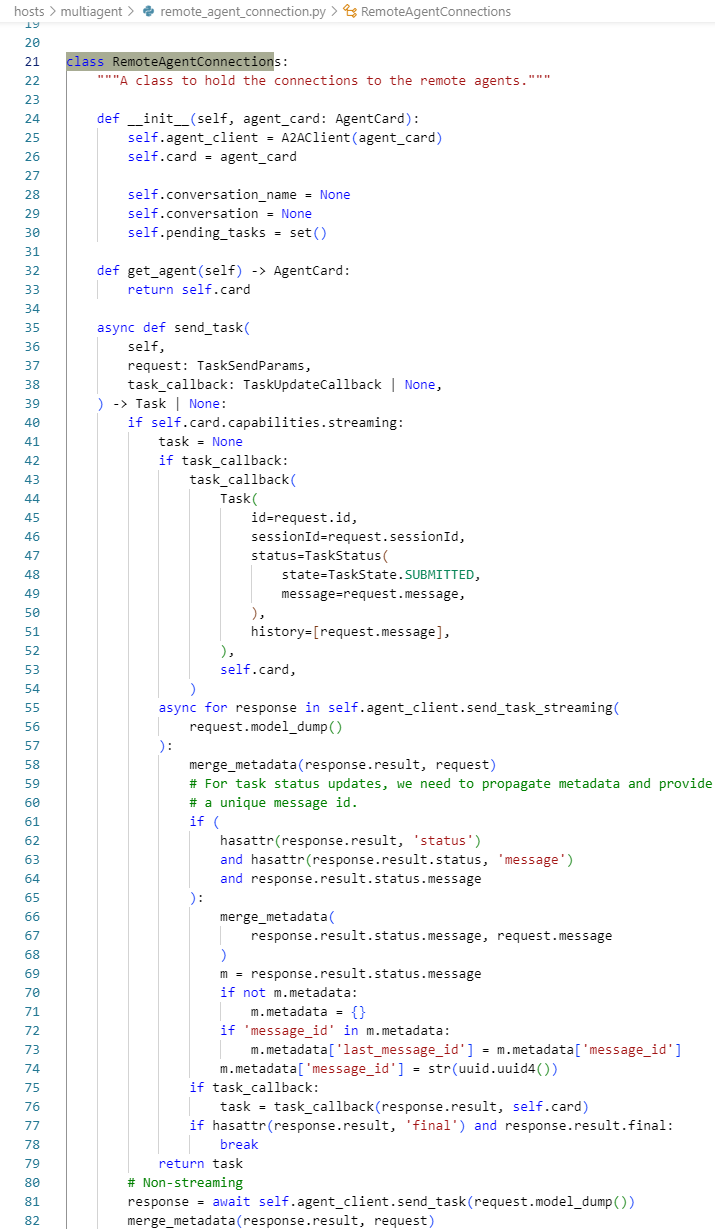 hosts > multiagent > remote_agent_connection.py > RemoteAgentConnections
19
20
21 class RemoteAgentConnections:
22     """A class to hold the connections to the remote agents."""
23
24     def __init__(self, agent_card: AgentCard):
25         self.agent_client = A2AClient(agent_card)
26         self.card = agent_card
27
28         self.conversation_name = None
29         self.conversation = None
30         self.pending_tasks = set()
31
32     def get_agent(self) -> AgentCard:
33         return self.card
34
35     async def send_task(
36         self,
37         request: TaskSendParams,
38         task_callback: TaskUpdateCallback | None,
39     ) -> Task | None:
40         if self.card.capabilities.streaming:
41             task = None
42             if task_callback:
43                 task_callback(
44                     Task(
45                         id=request.id,
46                         sessionId=request.sessionId,
47                         status=TaskStatus(
48                             state=TaskState.SUBMITTED,
49                             message=request.message,
50                         ),
51                         history=[request.message],
52                     ),
53                     self.card,
54                 )
55             async for response in self.agent_client.send_task_streaming(
56                 request.model_dump()
57             ):
58                 merge_metadata(response.result, request)
59                 # For task status updates, we need to propagate metadata and provide
60                 # a unique message id.
61                 if (
62                     hasattr(response.result, 'status')
63                     and hasattr(response.result.status, 'message')
64                     and response.result.status.message
65                 ):
66                     merge_metadata(
67                         response.result.status.message, request.message
68                     )
69                     m = response.result.status.message
70                     if not m.metadata:
71                         m.metadata = {}
72                     if 'message_id' in m.metadata:
73                         m.metadata['last_message_id'] = m.metadata['message_id']
74                     m.metadata['message_id'] = str(uuid.uuid4())
75                 if task_callback:
76                     task = task_callback(response.result, self.card)
77                 if hasattr(response.result, 'final') and response.result.final:
78                     break
79             return task
80         # Non-streaming
81         response = await self.agent_client.send_task(request.model_dump())
82         merge_metadata(response.result, request)